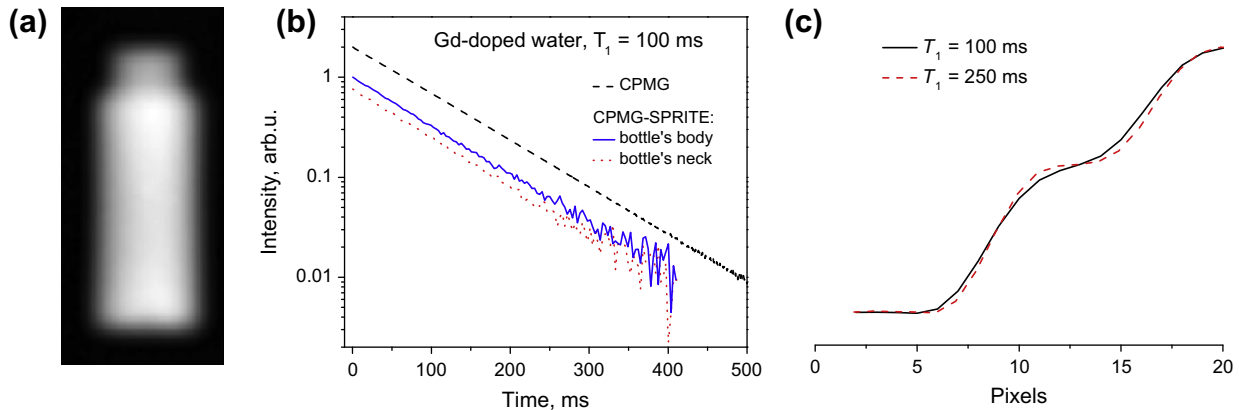 (a)
(b)
Gd-doped water, T1 = 100 ms
CPMG
CPMG-SPRITE:
bottle's body
bottle's neck
Intensity, arb.u.
1
0.1
0.01
0 100 200 300 400 500
Time, ms
(c)
T1 = 100 ms
T1 = 250 ms
0 5 10 15 20
Pixels